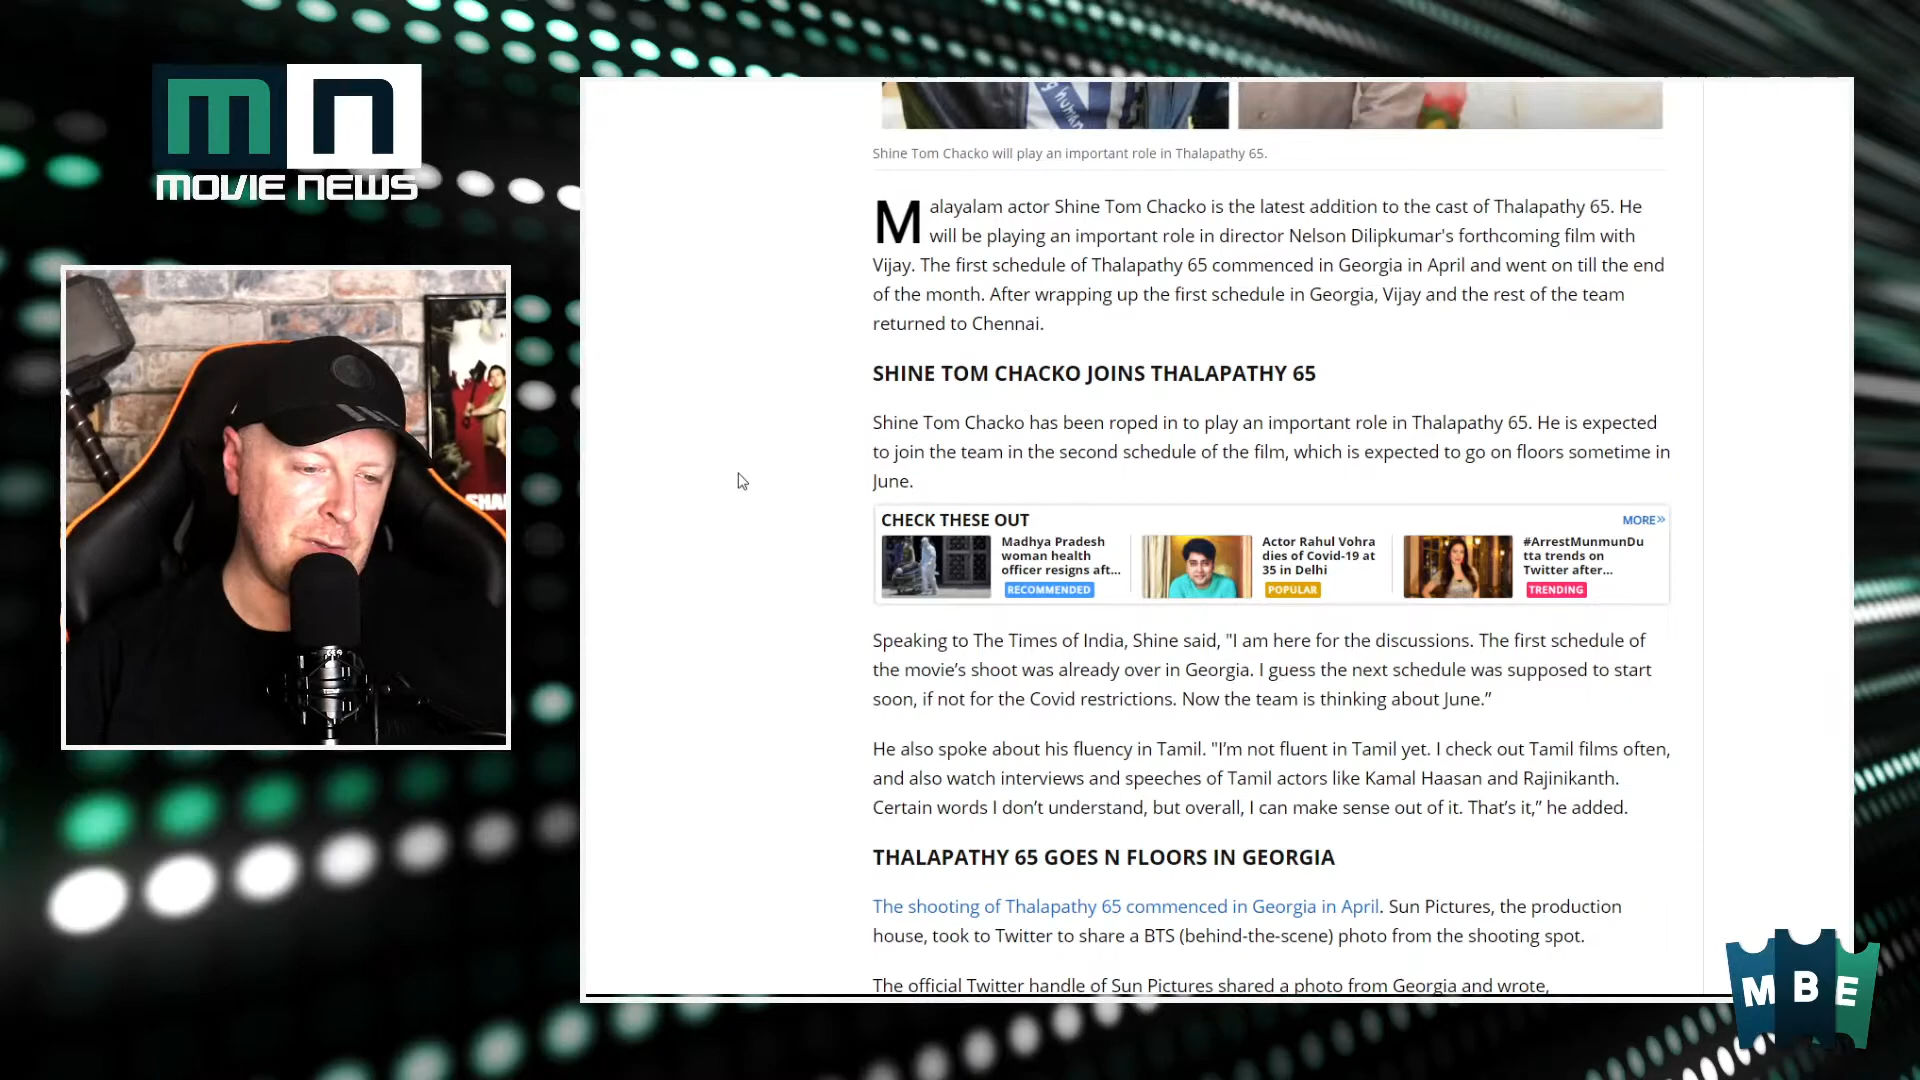 MN
MOVIE NEWS
SHA
g human
Shine Tom Chacko will play an important role in Thalapathy 65.
Malayalam actor Shine Tom Chacko is the latest addition to the cast of Thalapathy 65. He
will be playing an important role in director Nelson Dilipkumar's forthcoming film with
Vijay. The first schedule of Thalapathy 65 commenced in Georgia in April and went on till the end
of the month. After wrapping up the first schedule in Georgia, Vijay and the rest of the team
returned to Chennai.
SHINE TOM CHACKO JOINS THALAPATHY 65
Shine Tom Chacko has been roped in to play an important role in Thalapathy 65. He is expected
to join the team in the second schedule of the film, which is expected to go on floors sometime in
June.
CHECK THESE OUT
MORE»
Madhya Pradesh
woman health
officer resigns aft...
RECOMMENDED
Actor Rahul Vohra
dies of Covid-19 at
35 in Delhi
POPULAR
#ArrestMunmunDu
tta trends on
Twitter after...
TRENDING
Speaking to The Times of India, Shine said, "I am here for the discussions. The first schedule of
the movie’s shoot was already over in Georgia. I guess the next schedule was supposed to start
soon, if not for the Covid restrictions. Now the team is thinking about June.”
He also spoke about his fluency in Tamil. "I’m not fluent in Tamil yet. I check out Tamil films often,
and also watch interviews and speeches of Tamil actors like Kamal Haasan and Rajinikanth.
Certain words I don’t understand, but overall, I can make sense out of it. That’s it,” he added.
THALAPATHY 65 GOES N FLOORS IN GEORGIA
The shooting of Thalapathy 65 commenced in Georgia in April. Sun Pictures, the production
house, took to Twitter to share a BTS (behind-the-scene) photo from the shooting spot.
The official Twitter handle of Sun Pictures shared a photo from Georgia and wrote,
MBE